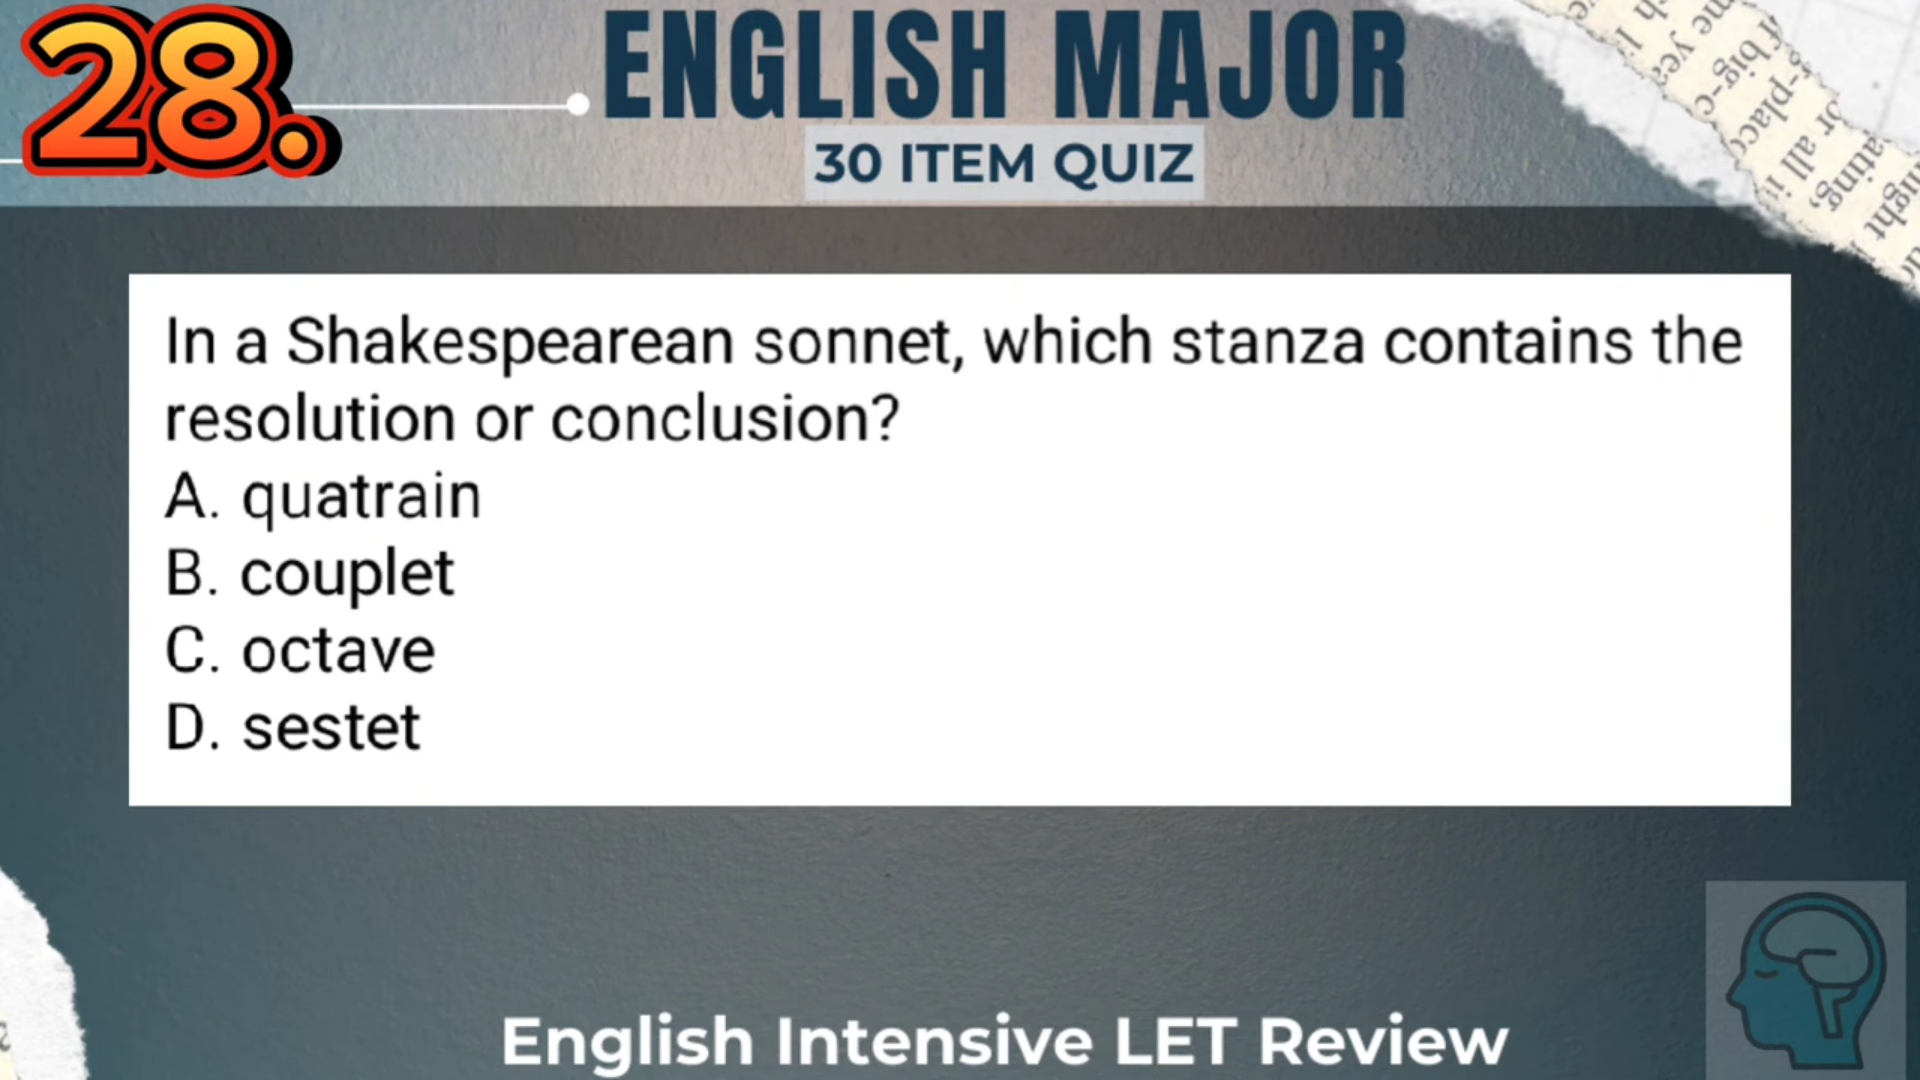 28.
ENGLISH MAJOR
30 ITEM QUIZ
In a Shakespearean sonnet, which stanza contains the
resolution or conclusion?
A. quatrain
B. couplet
C. octave
D. sestet
English Intensive LET Review